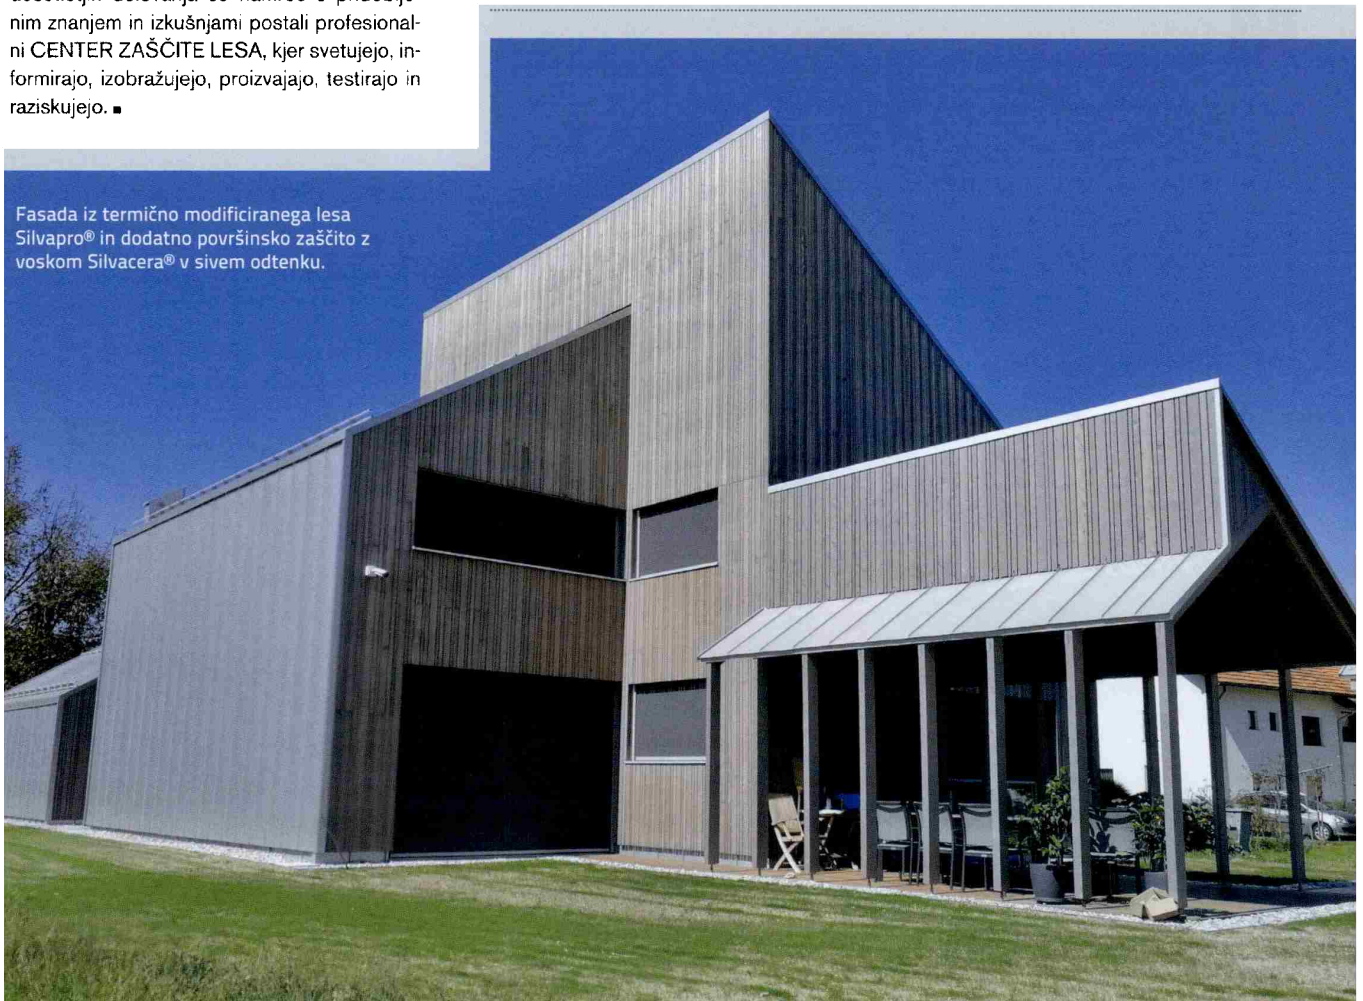 nim znanjem in izkušnjami postali profesional-
ni CENTER ZAŠČITE LESA, kjer svetujejo, in-
formirajo, izobražujejo, proizvajajo, testirajo in
raziskujejo. ■
Fasada iz termično modificiranega lesa
Silvapro® in dodatno površinsko zaščito z
voskom Silvacera® v sivem odtenku.